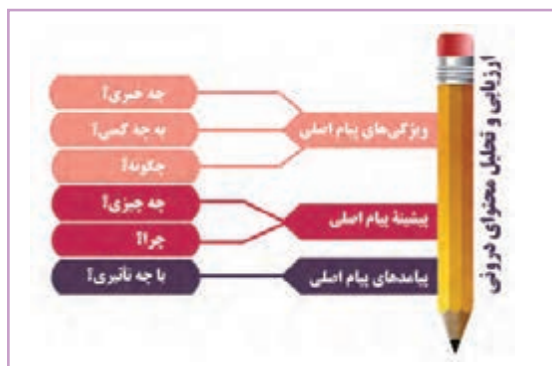 ارزیابی و تحلیل محتوای درونی
ویژگی‌های پیام اصلی
چه خبری؟
به چه کسی؟
چگونه؟
پیشینهٔ پیام اصلی
چه چیزی؟
چرا؟
پیامدهای پیام اصلی
با چه تأثیری؟